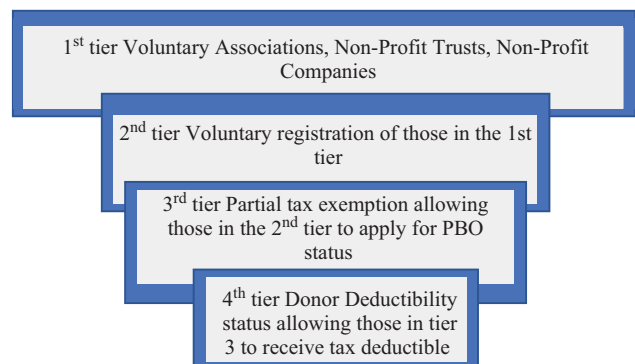 1st tier Voluntary Associations, Non-Profit Trusts, Non-Profit
Companies
2nd tier Voluntary registration of those in the 1st
tier
3rd tier Partial tax exemption allowing
those in the 2nd tier to apply for PBO
status
4th tier Donor Deductibility
status allowing those in tier
3 to receive tax deductible